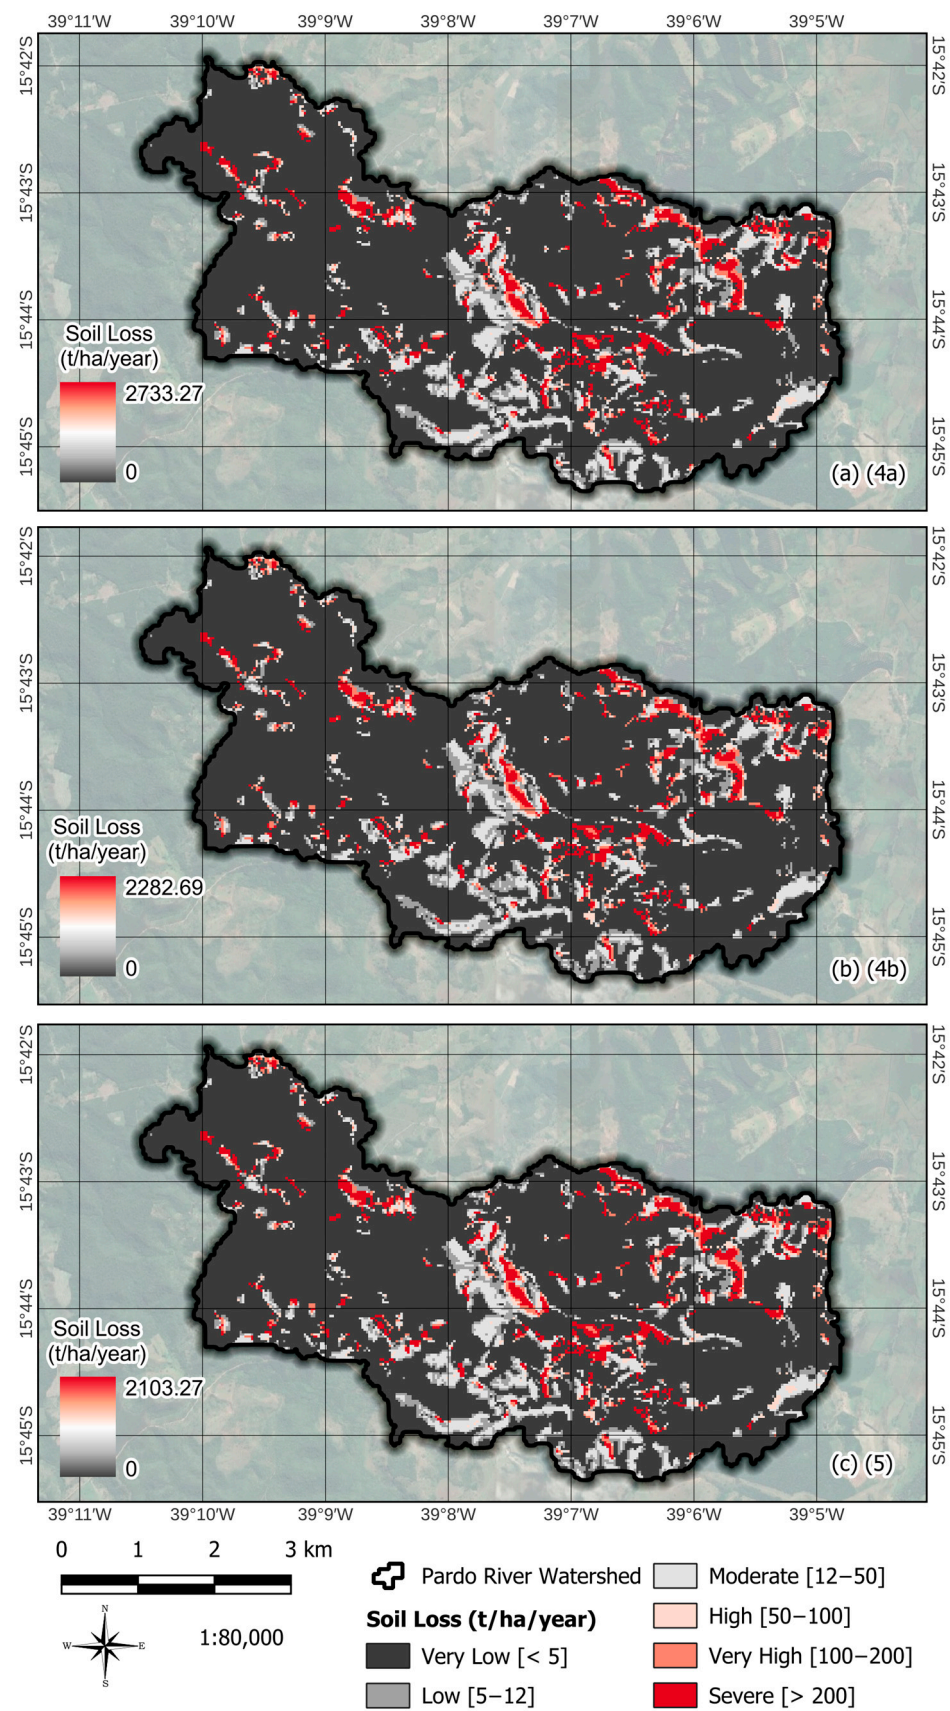 39°11′W 39°10′W 39°9′W 39°8′W 39°7′W 39°6′W 39°5′W
15°42′S 15°42′S
15°43′S 15°43′S
15°44′S 15°44′S
Soil Loss
(t/ha/year)
2733.27
15°45′S 15°45′S
0
(a) (4a)
15°42′S 15°42′S
15°43′S 15°43′S
15°44′S 15°44′S
Soil Loss
(t/ha/year)
2282.69
15°45′S 15°45′S
0
(b) (4b)
15°42′S 15°42′S
15°43′S 15°43′S
15°44′S 15°44′S
Soil Loss
(t/ha/year)
2103.27
15°45′S 15°45′S
0
(c) (5)
39°11′W 39°10′W 39°9′W 39°8′W 39°7′W 39°6′W 39°5′W
0 1 2 3 km
N
W E
S
1:80,000
Pardo River Watershed
Soil Loss (t/ha/year)
Very Low [< 5]
Low [5−12]
Moderate [12−50]
High [50−100]
Very High [100−200]
Severe [> 200]